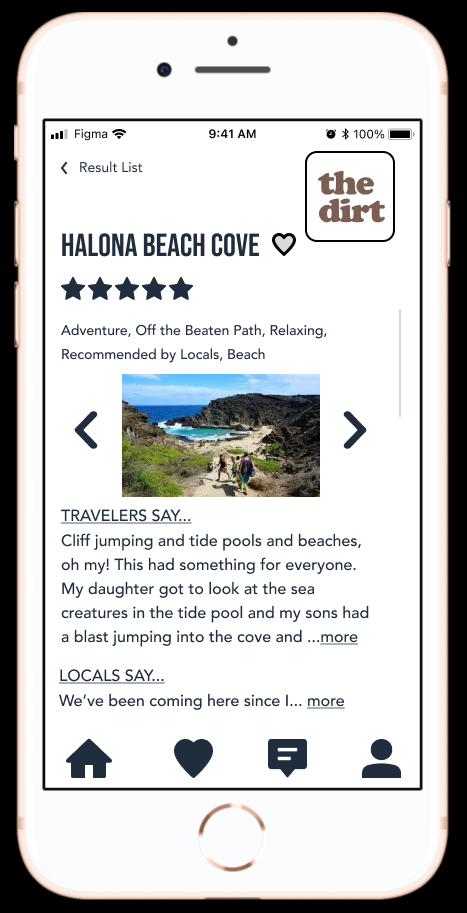 Figma 9:41 AM 100%
Result List
the
dirt
HALONA BEACH COVE
Adventure, Off the Beaten Path, Relaxing,
Recommended by Locals, Beach
TRAVELERS SAY...
Cliff jumping and tide pools and beaches,
oh my! This had something for everyone.
My daughter got to look at the sea
creatures in the tide pool and my sons had
a blast jumping into the cove and ...more
LOCALS SAY...
We’ve been coming here since I... more